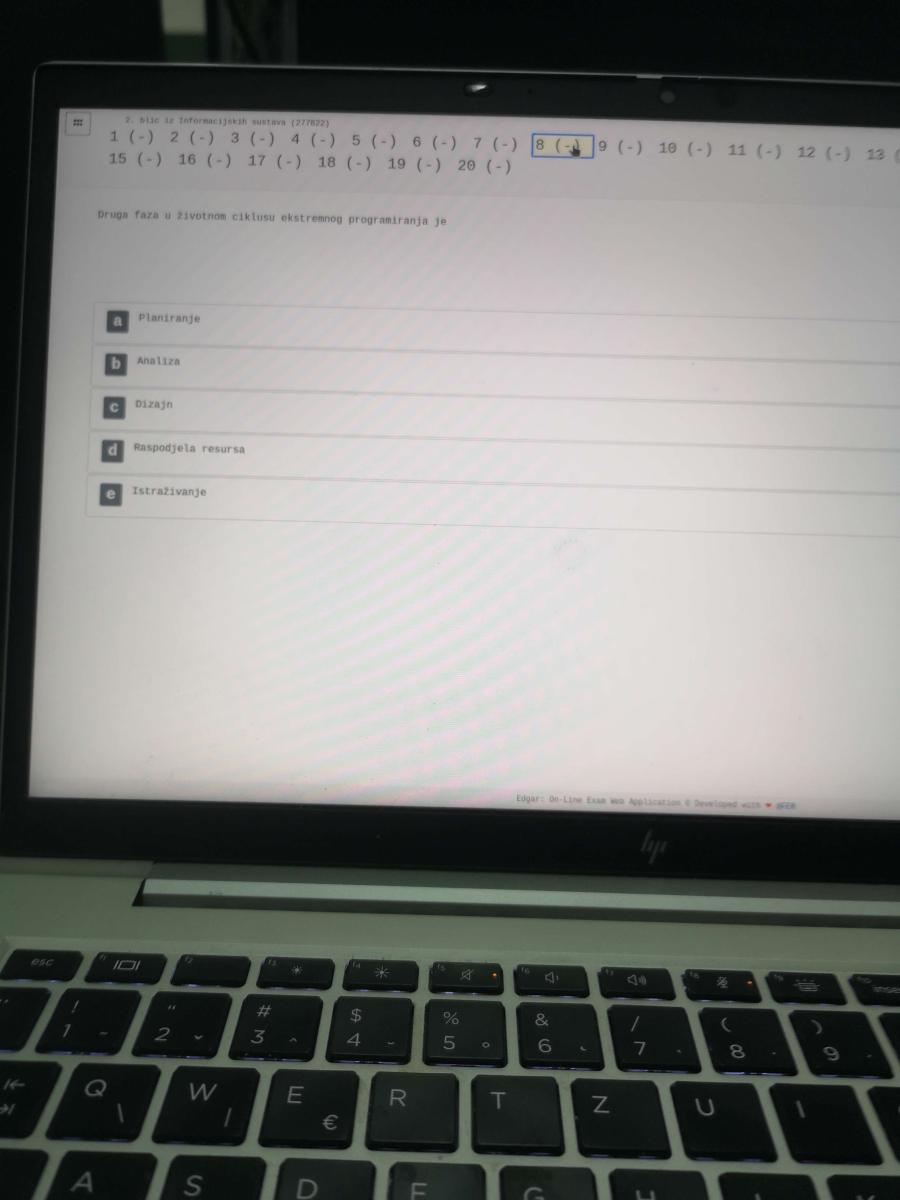 2. blic iz Informacijskih sustava (277822)
1 (-) 2 (-) 3 (-) 4 (-) 5 (-) 6 (-) 7 (-) 8 (-) 9 (-) 10 (-) 11 (-) 12 (-) 13
15 (-) 16 (-) 17 (-) 18 (-) 19 (-) 20 (-)
Druga faza u životnom ciklusu ekstremnog programiranja je
a Planiranje
b Analiza
c Dizajn
d Raspodjela resursa
e Istraživanje
Edgar: On-Line Exam Web Application © Developed with ❤ @FER
hp
esc f1 f2 f3 f4 f5 f6 f7 f8 f9 f10
! " # $ % & / ( )
1 2 3 4 5 6 7 8 9
Q \ W | E € R T Z U I
A S D F G H